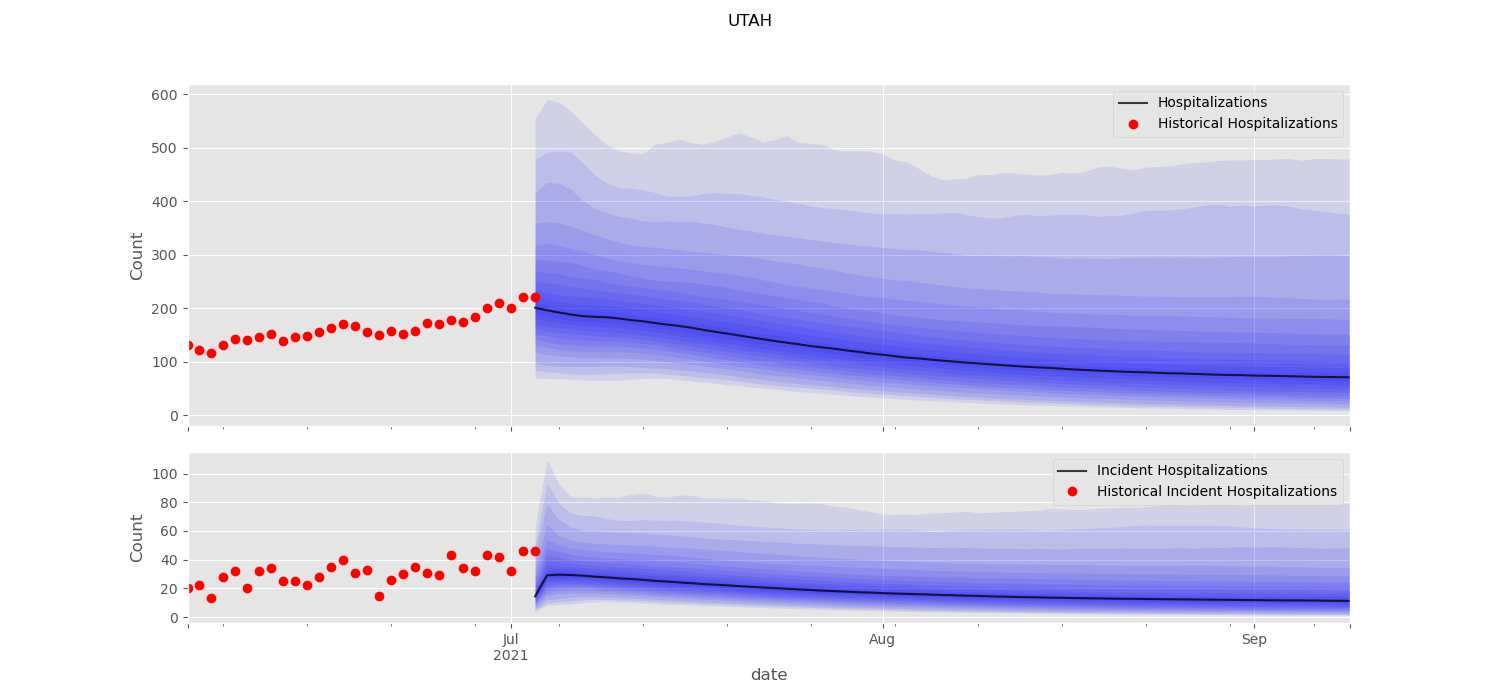 UTAH
600
500
400
300
200
100
0
Count
Hospitalizations
Historical Hospitalizations
100
80
60
40
20
0
Count
Incident Hospitalizations
Historical Incident Hospitalizations
Jul
2021
Aug
Sep
date